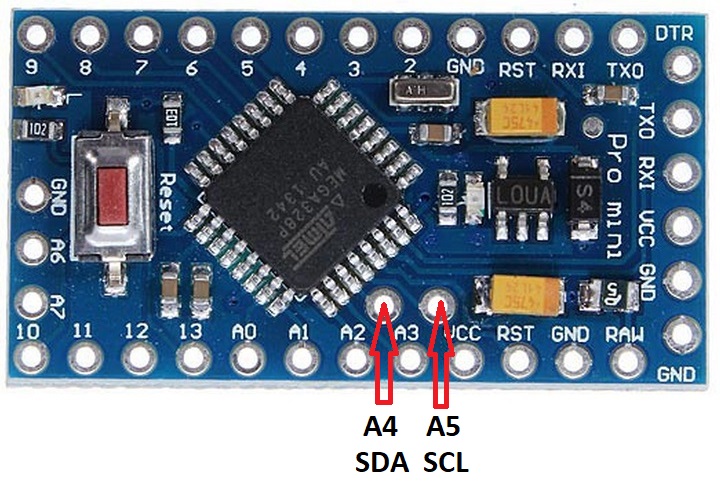 DTR
9 8 7 6 5 4 3 2 GND RST RXI TXO
L
102
Reset
MEGA328P
AU 1342
ATMEL
475C
102
LOUA
S4
Pro mini
TXO
RXI
VCC
GND
GND
A6
A7
10 11 12 13 A0 A1 A2 A3 VCC RST GND RAW
GND
A4 A5
SDA SCL